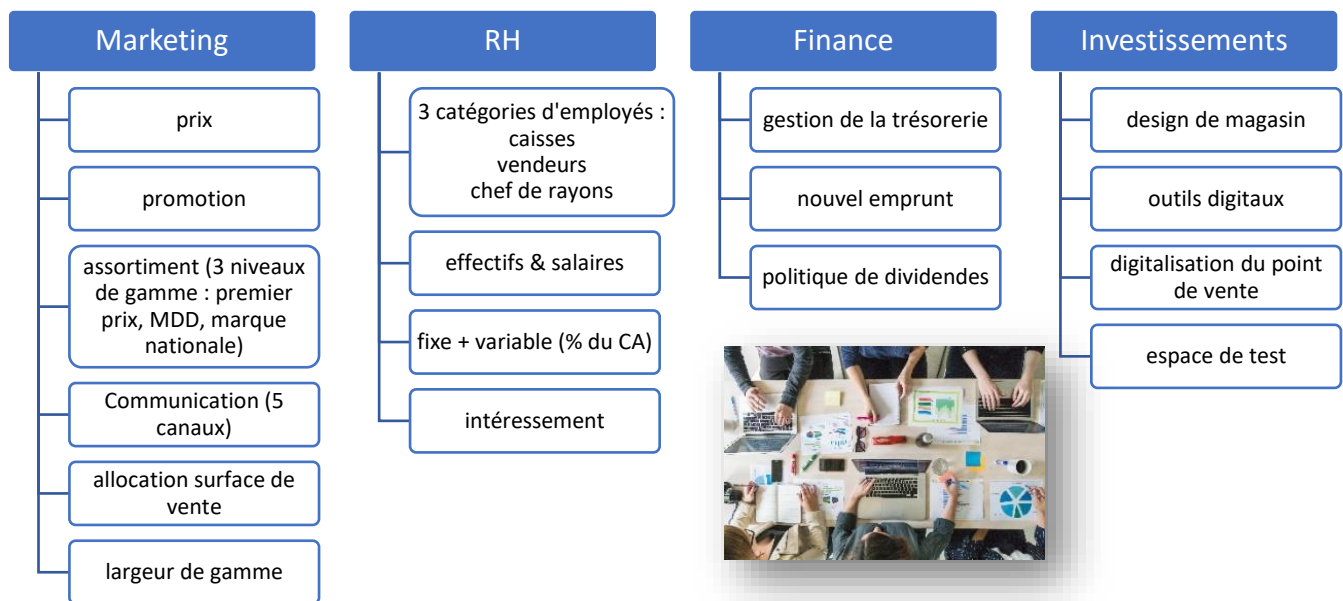 Marketing
prix
promotion
assortiment (3 niveaux
de gamme : premier
prix, MDD, marque
nationale)
Communication (5
canaux)
allocation surface de
vente
largeur de gamme
RH
3 catégories d'employés :
caisses
vendeurs
chef de rayons
effectifs & salaires
fixe + variable (% du CA)
intéressement
Finance
gestion de la trésorerie
nouvel emprunt
politique de dividendes
Investissements
design de magasin
outils digitaux
digitalisation du point
de vente
espace de test